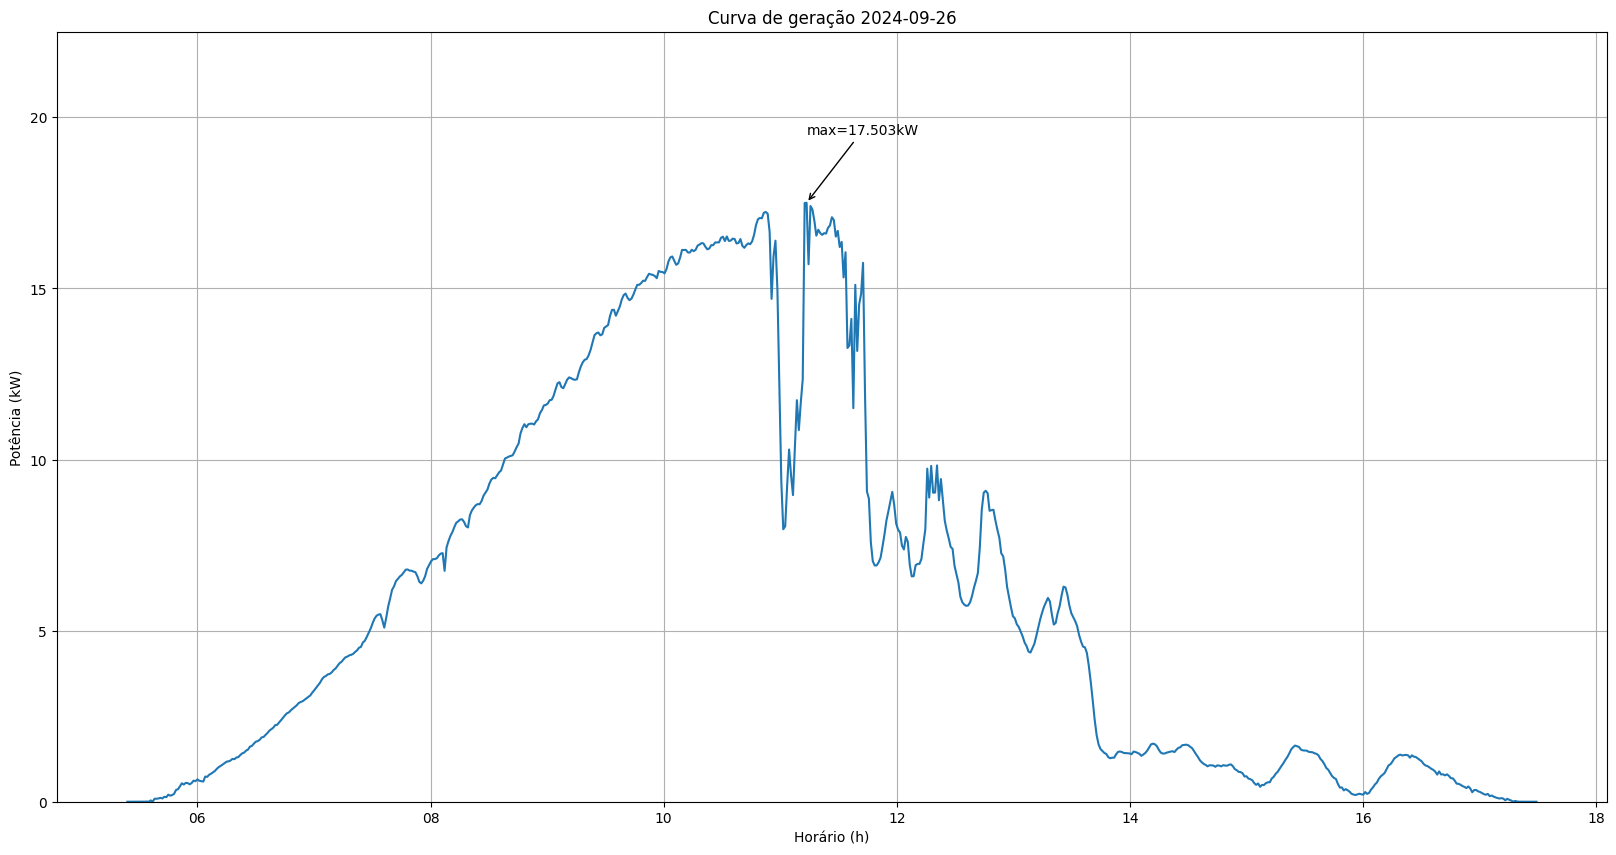 Curva de geração 2024-09-26
20
max=17.503kW
15
Potência (kW)
10
5
0
06 08 10 12 14 16 18
Horário (h)